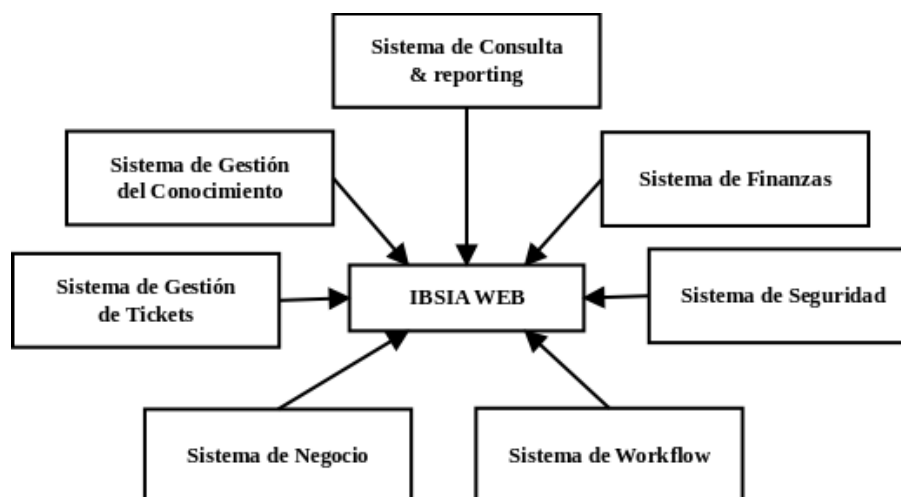 Sistema de Consulta
& reporting
Sistema de Gestión
del Conocimiento
Sistema de Finanzas
Sistema de Gestión
de Tickets
IBSIA WEB
Sistema de Seguridad
Sistema de Negocio
Sistema de Workflow